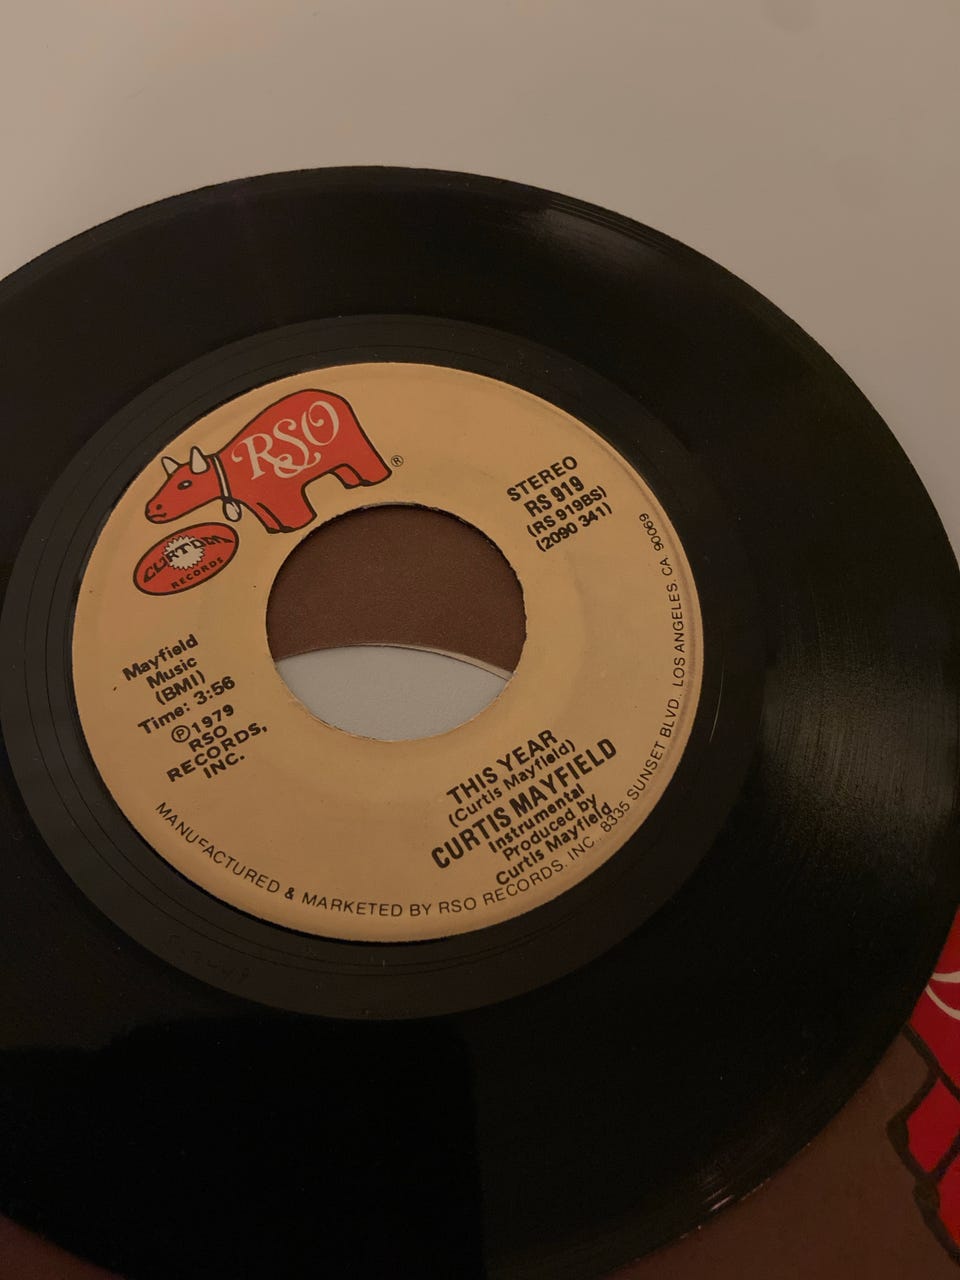 RSO
®
CURTOM
RECORDS
STEREO
RS 919
(RS 919BS)
(2090 341)
Mayfield
Music
(BMI)
Time: 3:56
℗1979
RSO
RECORDS,
INC.
THIS YEAR
(Curtis Mayfield)
CURTIS MAYFIELD
Instrumental
Produced by
Curtis Mayfield
MANUFACTURED & MARKETED BY RSO RECORDS, INC., 8335 SUNSET BLVD., LOS ANGELES, CA 90069